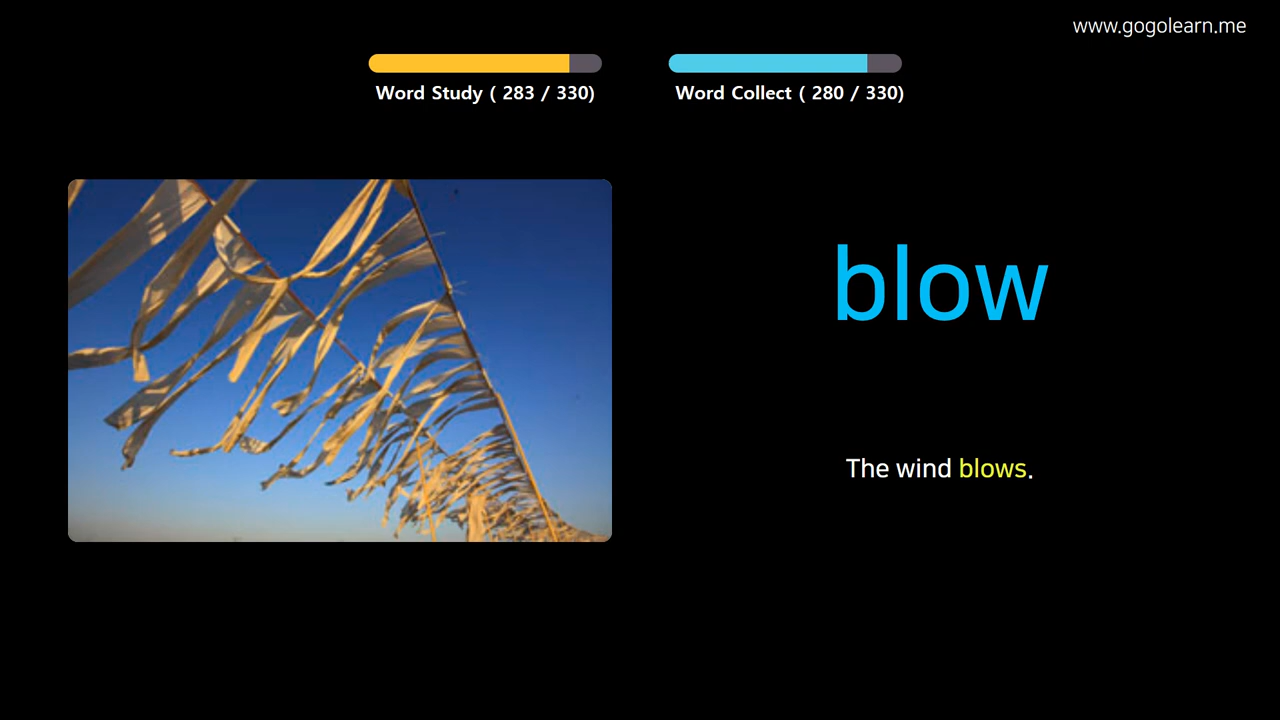 www.gogolearn.me
Word Study ( 283 / 330)
Word Collect ( 280 / 330)
blow
The wind blows.